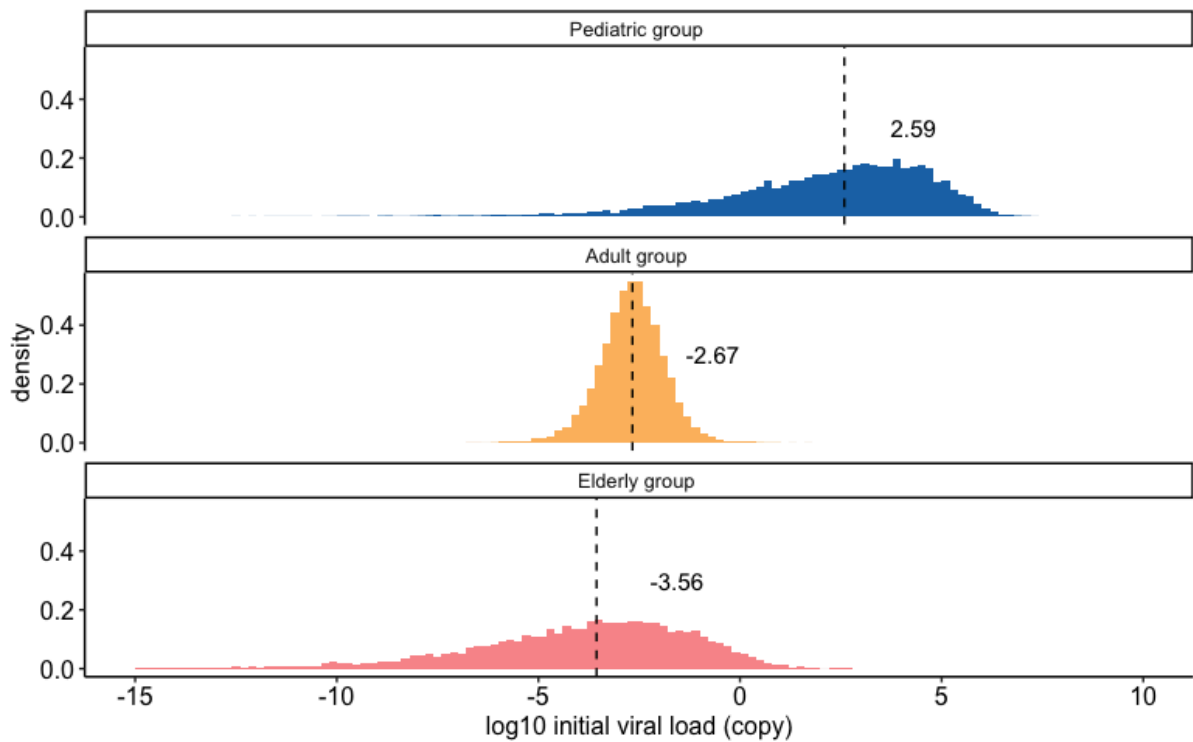 Pediatric group
0.4
0.2
0.0
2.59
Adult group
0.4
0.2
0.0
-2.67
density
Elderly group
0.4
0.2
0.0
-3.56
-15 -10 -5 0 5 10
log10 initial viral load (copy)